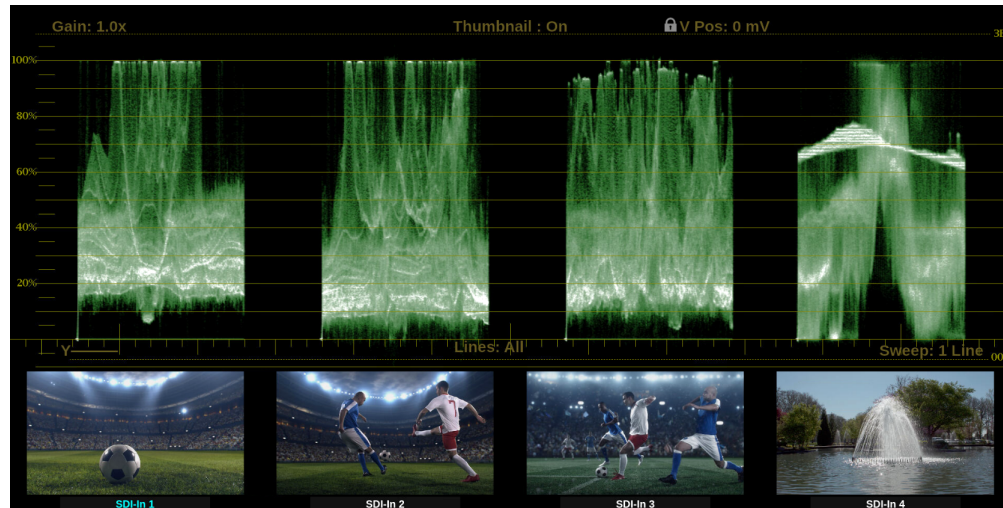 Gain: 1.0x Thumbnail : On V Pos: 0 mV
100%
80%
60%
40%
20%
Y Lines: All Sweep: 1 Line
7
SDI-In 1 SDI-In 2 SDI-In 3 SDI-In 4